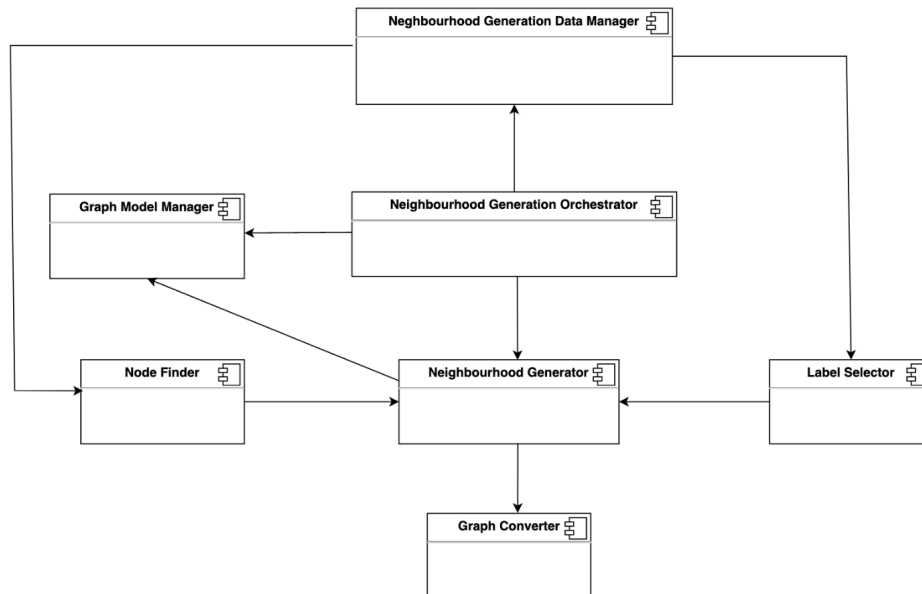 Neghbourhood Generation Data Manager
Graph Model Manager
Neighbourhood Generation Orchestrator
Node Finder
Neighbourhood Generator
Label Selector
Graph Converter